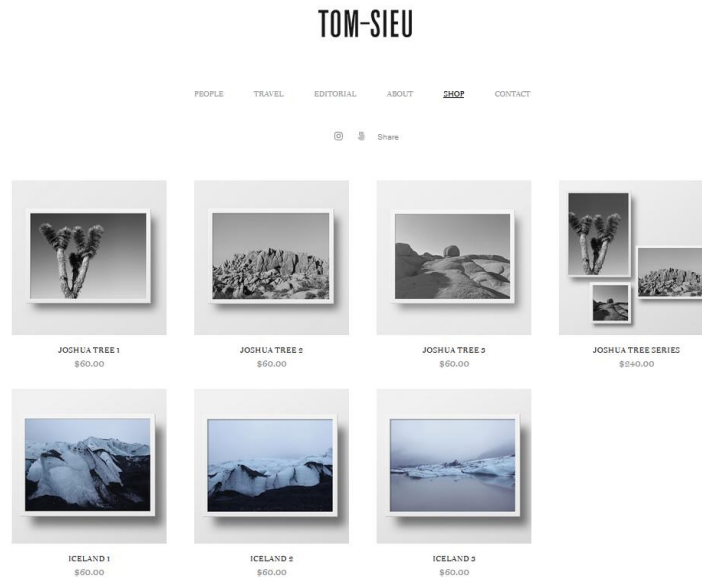 TOM-SIEU
PEOPLE TRAVEL EDITORIAL ABOUT SHOP CONTACT
Share
JOSHUA TREE 1 JOSHUA TREE 2 JOSHUA TREE 3 JOSHUA TREE SERIES
$60.00 $60.00 $60.00 $240.00
ICELAND 1 ICELAND 2 ICELAND 3
$60.00 $60.00 $60.00